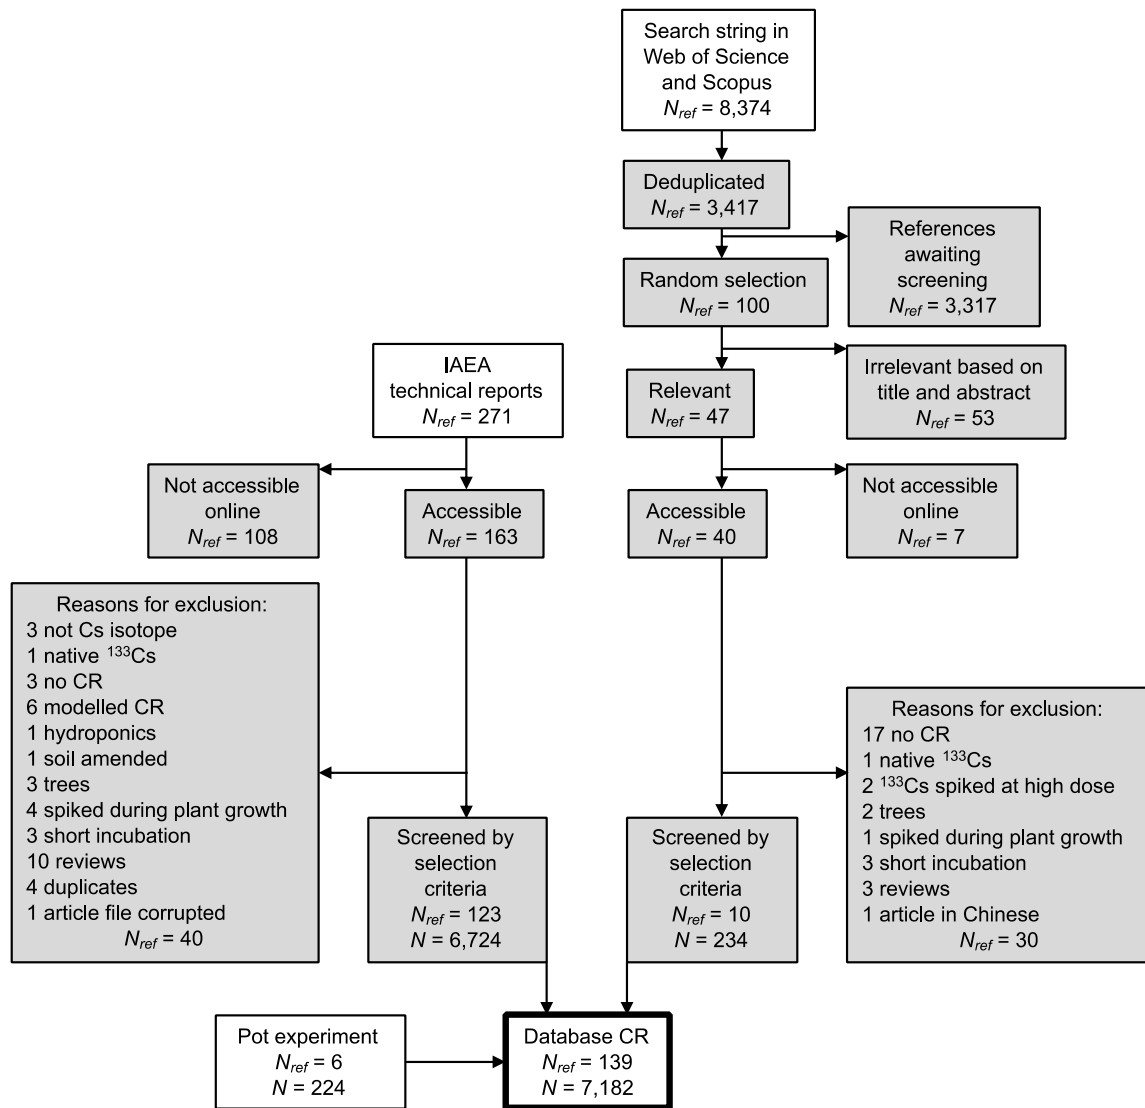 Search string in
Web of Science
and Scopus
Nref = 8,374
Deduplicated
Nref = 3,417
References
awaiting
screening
Nref = 3,317
Random selection
Nref = 100
Irrelevant based on
title and abstract
Nref = 53
IAEA
technical reports
Nref = 271
Relevant
Nref = 47
Not accessible
online
Nref = 108
Accessible
Nref = 163
Accessible
Nref = 40
Not accessible
online
Nref = 7
Reasons for exclusion:
3 not Cs isotope
1 native ¹³³Cs
3 no CR
6 modelled CR
1 hydroponics
1 soil amended
3 trees
4 spiked during plant growth
3 short incubation
10 reviews
4 duplicates
1 article file corrupted
Nref = 40
Screened by
selection
criteria
Nref = 123
N = 6,724
Screened by
selection
criteria
Nref = 10
N = 234
Reasons for exclusion:
17 no CR
1 native ¹³³Cs
2 ¹³³Cs spiked at high dose
2 trees
1 spiked during plant growth
3 short incubation
3 reviews
1 article in Chinese
Nref = 30
Pot experiment
Nref = 6
N = 224
Database CR
Nref = 139
N = 7,182